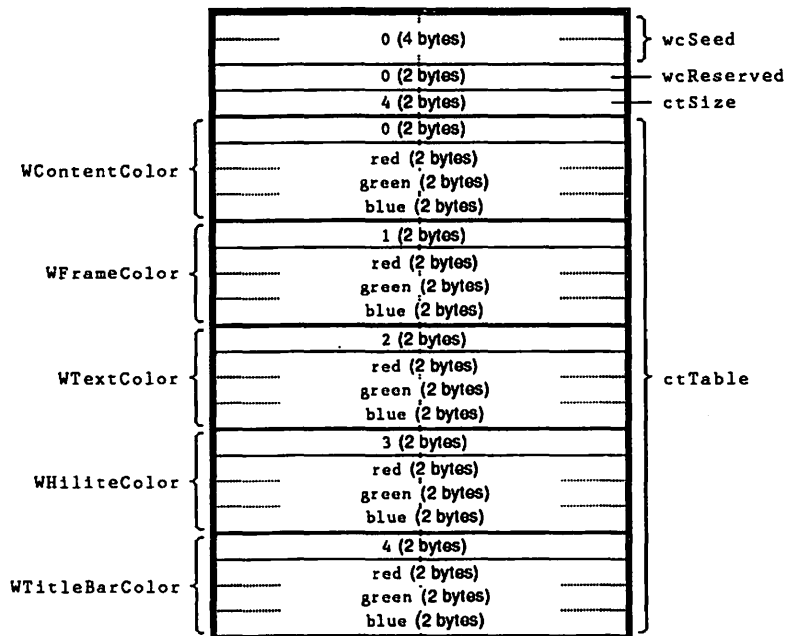 0 (4 bytes) wcSeed
0 (2 bytes) wcReserved
4 (2 bytes) ctSize
0 (2 bytes)
WContentColor
red (2 bytes)
green (2 bytes)
blue (2 bytes)
1 (2 bytes)
WFrameColor
red (2 bytes)
green (2 bytes)
blue (2 bytes)
2 (2 bytes)
WTextColor
red (2 bytes)
ctTable
green (2 bytes)
blue (2 bytes)
3 (2 bytes)
WHiliteColor
red (2 bytes)
green (2 bytes)
blue (2 bytes)
4 (2 bytes)
WTitleBarColor
red (2 bytes)
green (2 bytes)
blue (2 bytes)